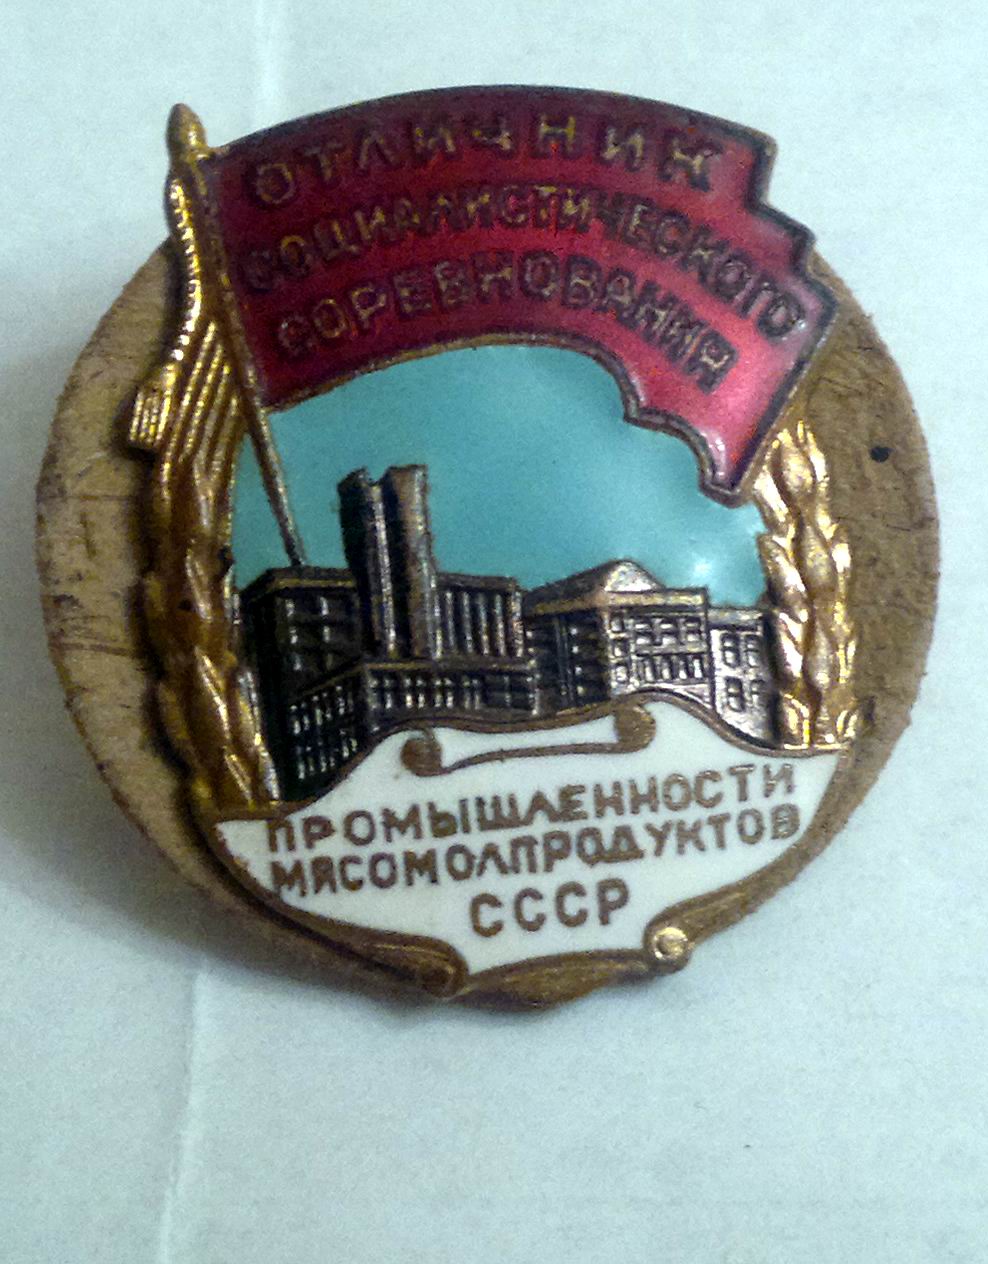 ОТЛИЧНИК
СОЦИАЛИСТИЧЕСКОГО
СОРЕВНОВАНИЯ
ПРОМЫШЛЕННОСТИ
МЯСОМОЛПРОДУКТОВ
СССР